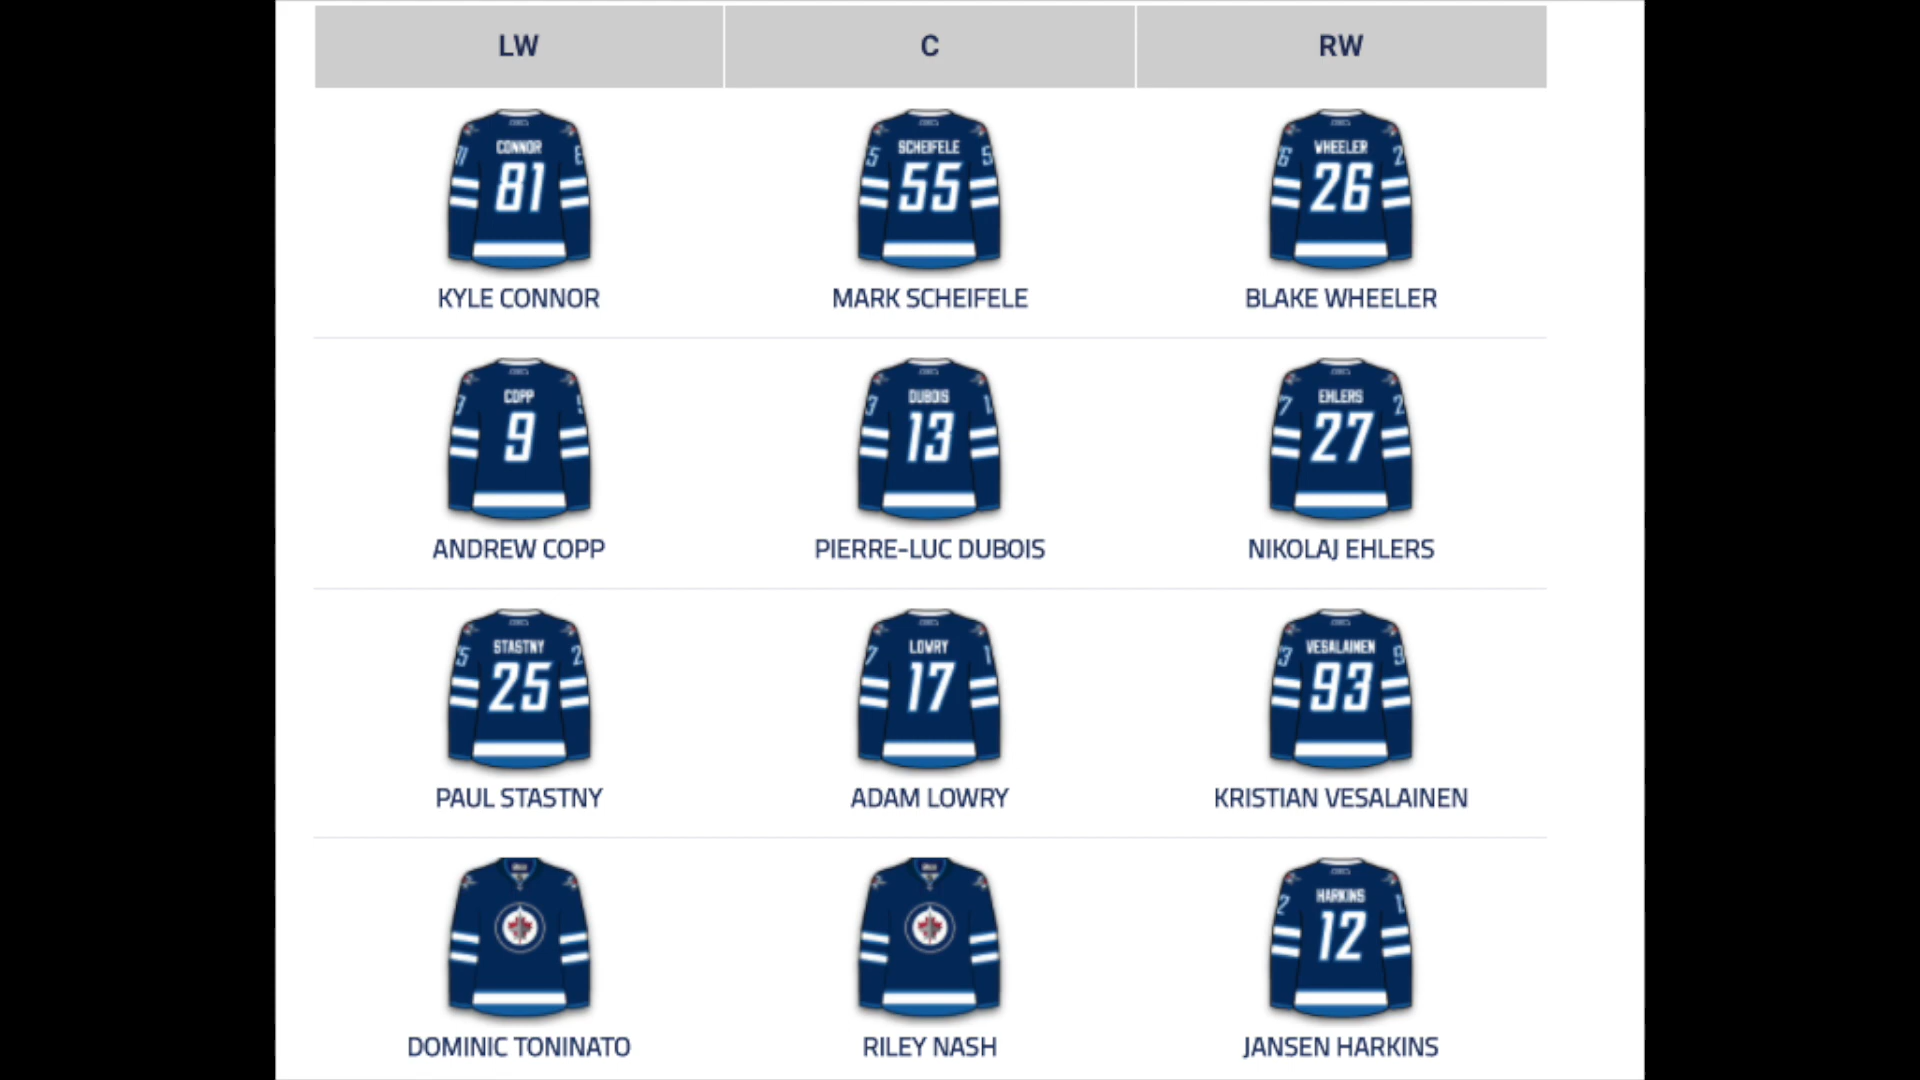 LW C RW
CONNOR SCHEIFELE WHEELER
81 55 26
KYLE CONNOR MARK SCHEIFELE BLAKE WHEELER
COPP DUBOIS EHLERS
9 13 27
ANDREW COPP PIERRE-LUC DUBOIS NIKOLAJ EHLERS
STASTNY LOWRY VESALAINEN
25 17 93
PAUL STASTNY ADAM LOWRY KRISTIAN VESALAINEN
HARKINS
12
DOMINIC TONINATO RILEY NASH JANSEN HARKINS